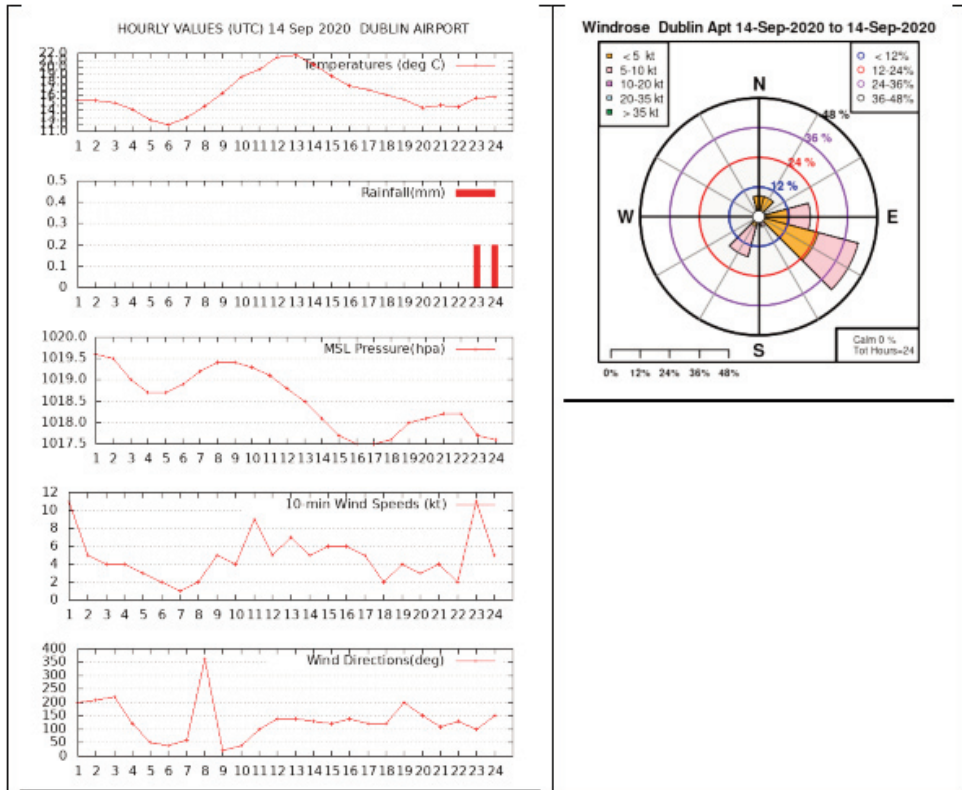 HOURLY VALUES (UTC) 14 Sep 2020 DUBLIN AIRPORT
22.0
21.0
20.0
19.0
18.0
17.0
16.0
15.0
14.0
13.0
12.0
11.0
Temperatures (deg C)
1 2 3 4 5 6 7 8 9 10 11 12 13 14 15 16 17 18 19 20 21 22 23 24
0.5
0.4
0.3
0.2
0.1
0
Rainfall(mm)
1 2 3 4 5 6 7 8 9 10 11 12 13 14 15 16 17 18 19 20 21 22 23 24
1020.0
1019.5
1019.0
1018.5
1018.0
1017.5
MSL Pressure(hpa)
1 2 3 4 5 6 7 8 9 10 11 12 13 14 15 16 17 18 19 20 21 22 23 24
12
10
8
6
4
2
0
10-min Wind Speeds (kt)
1 2 3 4 5 6 7 8 9 10 11 12 13 14 15 16 17 18 19 20 21 22 23 24
400
350
300
250
200
150
100
50
0
Wind Directions(deg)
1 2 3 4 5 6 7 8 9 10 11 12 13 14 15 16 17 18 19 20 21 22 23 24
Windrose Dublin Apt 14-Sep-2020 to 14-Sep-2020
< 5 kt
5-10 kt
10-20 kt
20-35 kt
> 35 kt
< 12%
12-24%
24-36%
36-48%
N
48 %
36 %
24 %
12 %
W
E
S
Calm 0 %
Tot Hours=24
0% 12% 24% 36% 48%